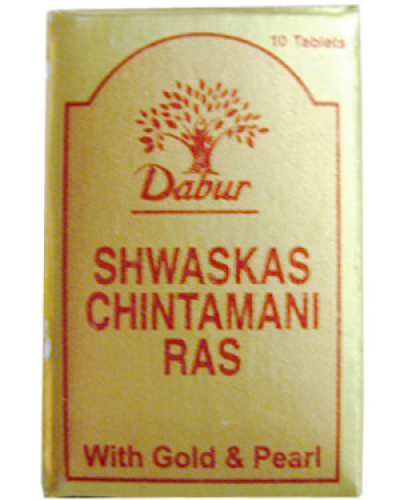 10 Tablets
Dabur
SHWASKAS
CHINTAMANI
RAS
With Gold & Pearl